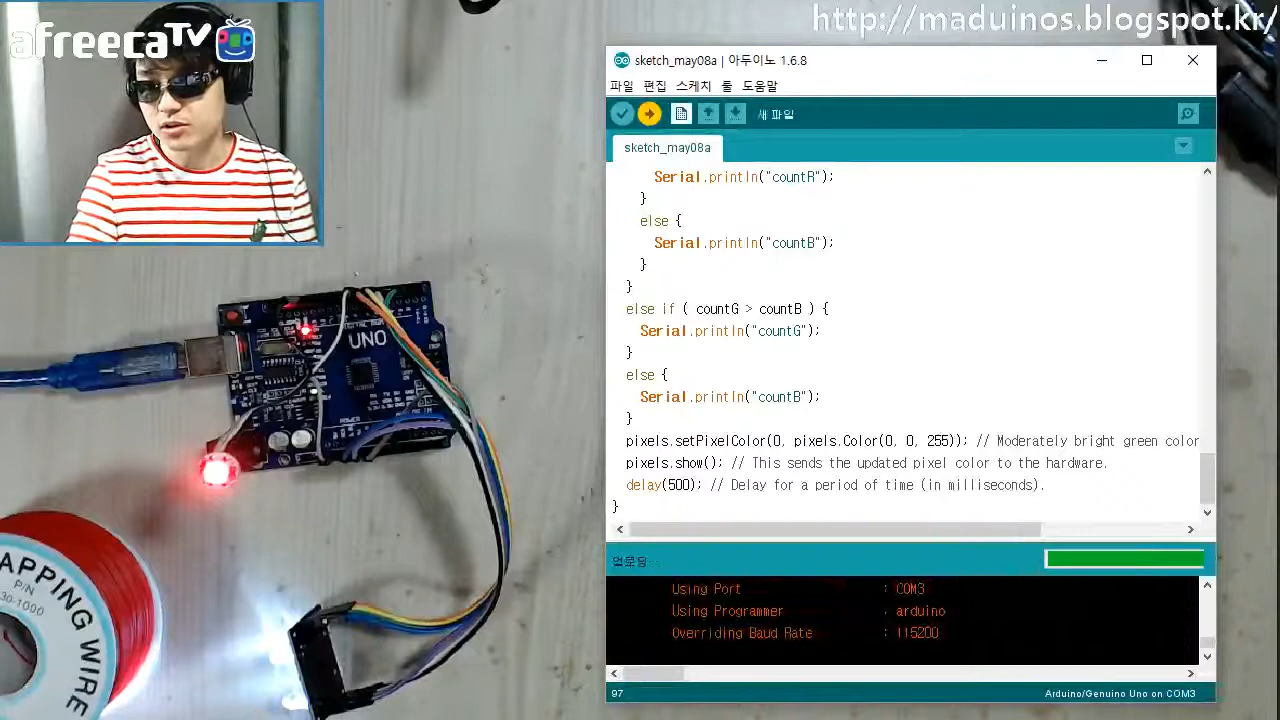 afreecaTV
http://maduinos.blogspot.kr/
sketch_may08a | 아두이노 1.6.8
파일 편집 스케치 툴 도움말
새 파일
sketch_may08a
Serial.println("countR");
}
else {
Serial.println("countB");
}
}
else if ( countG > countB ) {
Serial.println("countG");
}
else {
Serial.println("countB");
}
pixels.setPixelColor(0, pixels.Color(0, 0, 255)); // Moderately bright green color
pixels.show(); // This sends the updated pixel color to the hardware.
delay(500); // Delay for a period of time (in milliseconds).
}
업로드중...
Using Port : COM3
Using Programmer : arduino
Overriding Baud Rate : 115200
97
Arduino/Genuino Uno on COM3
UNO
POWER
APPING WIRE
P/N
30-1000